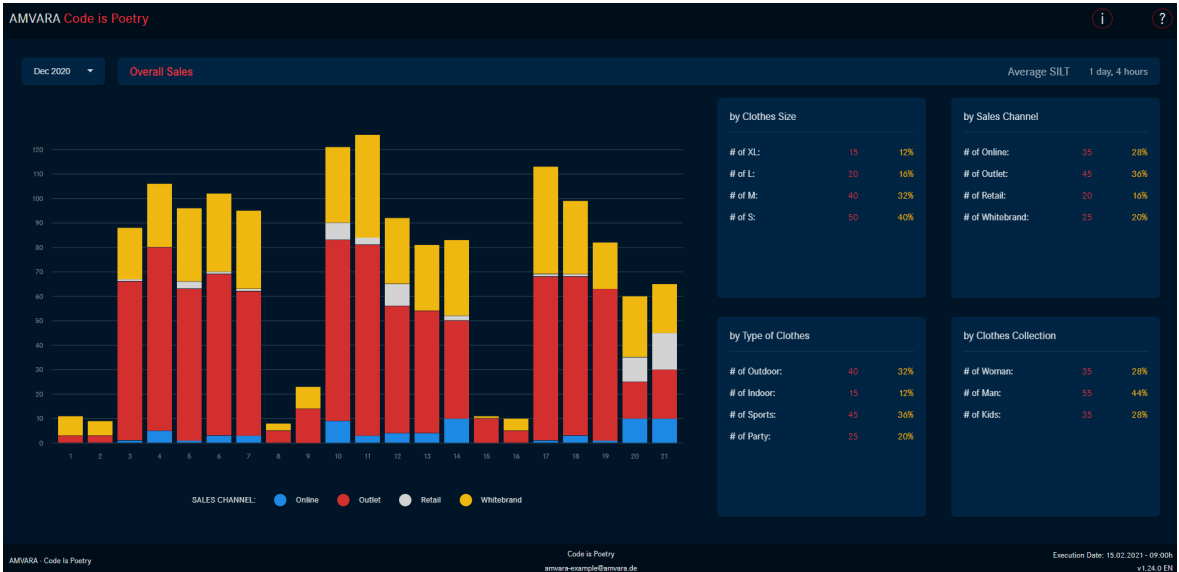 AMVARA Code is Poetry
i
?
Dec 2020
Overall Sales
Average SILT 1 day, 4 hours
120
110
100
90
80
70
60
50
40
30
20
10
0
1 2 3 4 5 6 7 8 9 10 11 12 13 14 15 16 17 18 19 20 21
SALES CHANNEL: Online Outlet Retail Whitebrand
by Clothes Size
# of XL: 15 12%
# of L: 20 16%
# of M: 40 32%
# of S: 50 40%
by Sales Channel
# of Online: 35 28%
# of Outlet: 45 36%
# of Retail: 20 16%
# of Whitebrand: 25 20%
by Type of Clothes
# of Outdoor: 40 32%
# of Indoor: 15 12%
# of Sports: 45 36%
# of Party: 25 20%
by Clothes Collection
# of Woman: 35 28%
# of Man: 55 44%
# of Kids: 35 28%
AMVARA - Code Is Poetry
Code is Poetry
amvara-example@amvara.de
Execution Date: 15.02.2021 - 09:00h
v1.24.0 EN